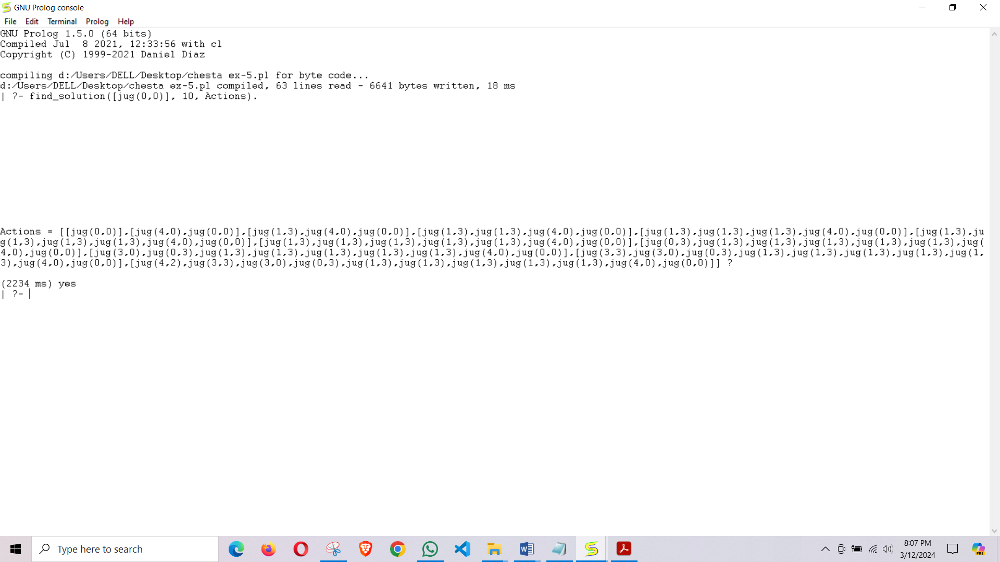 GNU Prolog console
File Edit Terminal Prolog Help
GNU Prolog 1.5.0 (64 bits)
Compiled Jul  8 2021, 12:33:56 with cl
Copyright (C) 1999-2021 Daniel Diaz
compiling d:/Users/DELL/Desktop/chesta ex-5.pl for byte code...
d:/Users/DELL/Desktop/chesta ex-5.pl compiled, 63 lines read - 6641 bytes written, 18 ms
| ?- find_solution([jug(0,0)], 10, Actions).
Actions = [[jug(0,0)],[jug(4,0),jug(0,0)],[jug(1,3),jug(4,0),jug(0,0)],[jug(1,3),jug(1,3),jug(4,0),jug(0,0)],[jug(1,3),jug(1,3),jug(1,3),jug(4,0),jug(0,0)],[jug(1,3),ju
g(1,3),jug(1,3),jug(1,3),jug(4,0),jug(0,0)],[jug(1,3),jug(1,3),jug(1,3),jug(1,3),jug(1,3),jug(4,0),jug(0,0)],[jug(0,3),jug(1,3),jug(1,3),jug(1,3),jug(1,3),jug(1,3),jug(
4,0),jug(0,0)],[jug(3,0),jug(0,3),jug(1,3),jug(1,3),jug(1,3),jug(1,3),jug(1,3),jug(4,0),jug(0,0)],[jug(3,3),jug(3,0),jug(0,3),jug(1,3),jug(1,3),jug(1,3),jug(1,3),jug(1,
3),jug(4,0),jug(0,0)],[jug(4,2),jug(3,3),jug(3,0),jug(0,3),jug(1,3),jug(1,3),jug(1,3),jug(1,3),jug(1,3),jug(4,0),jug(0,0)]] ?
(2234 ms) yes
| ?-
Type here to search
8:07 PM
3/12/2024
PRE